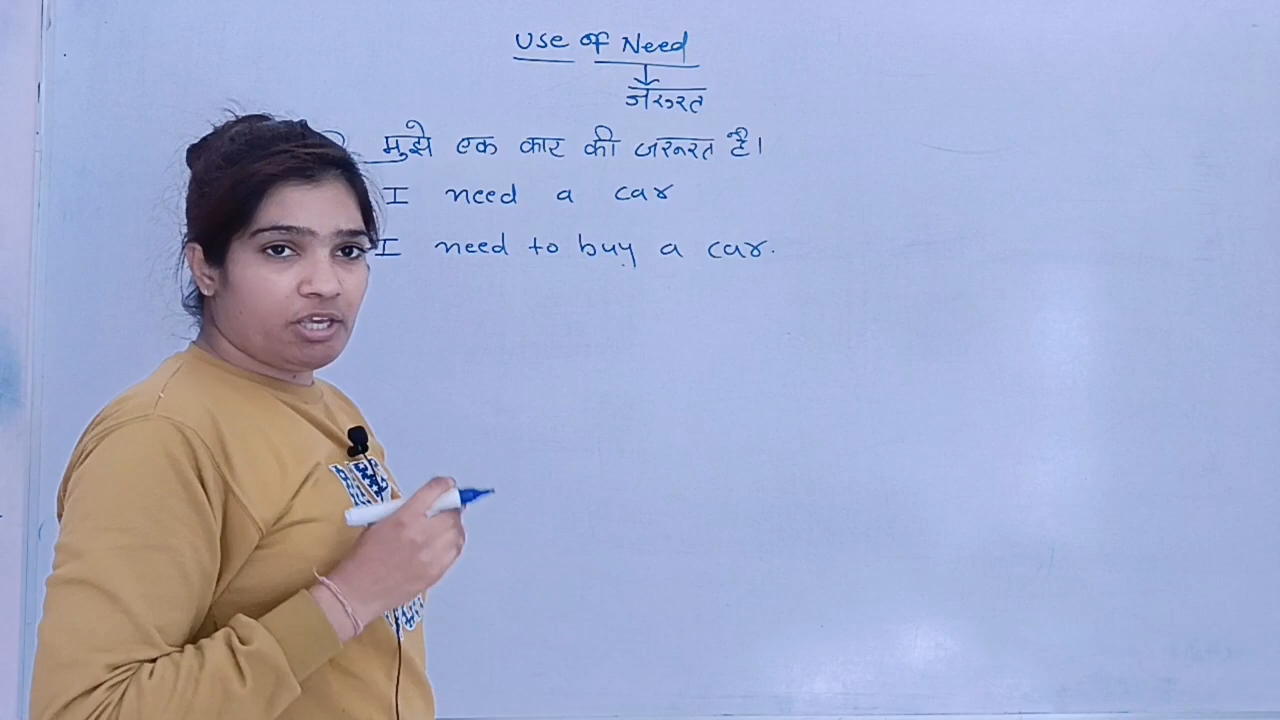 Use of Need
जरुरत
मुझे एक कार की जरूरत है।
I need a car
I need to buy a car.